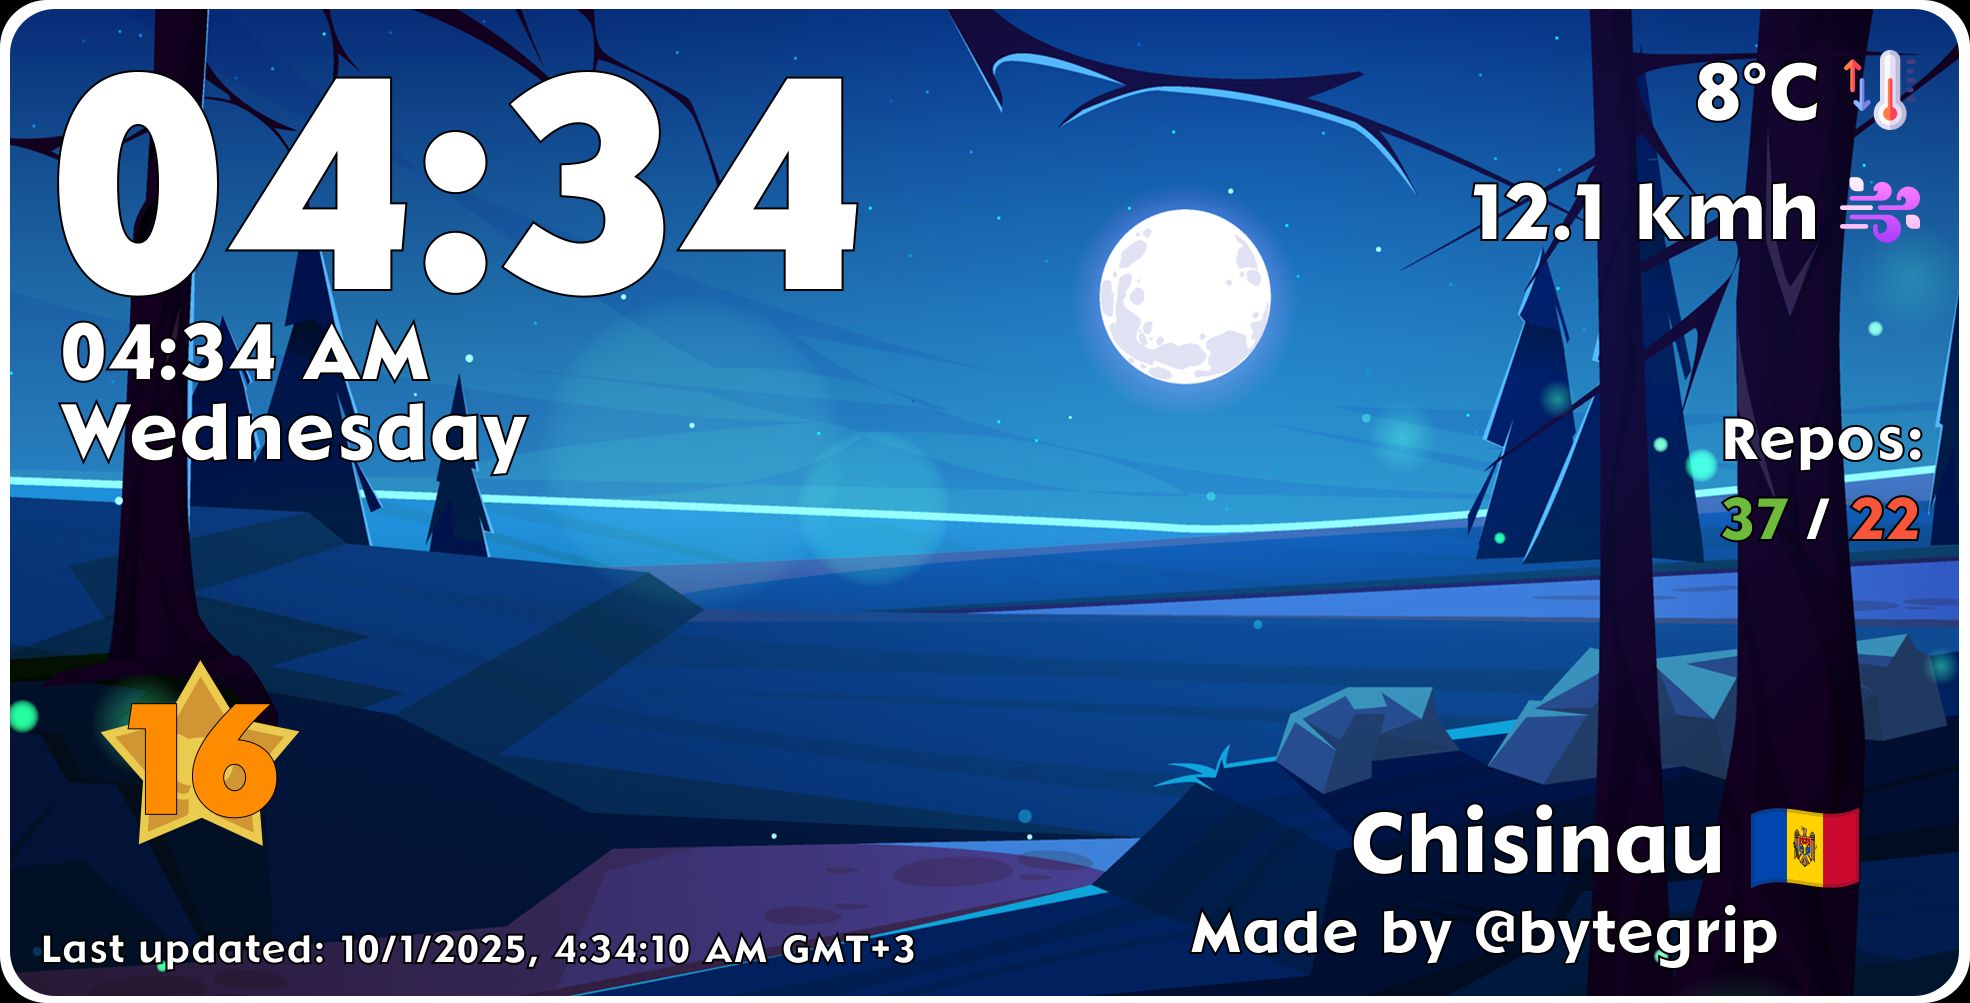 04:34
04:34 AM
Wednesday
8°C
12.1 kmh
Repos:
37 / 22
16
Chisinau
Made by @bytegrip
Last updated: 10/1/2025, 4:34:10 AM GMT+3